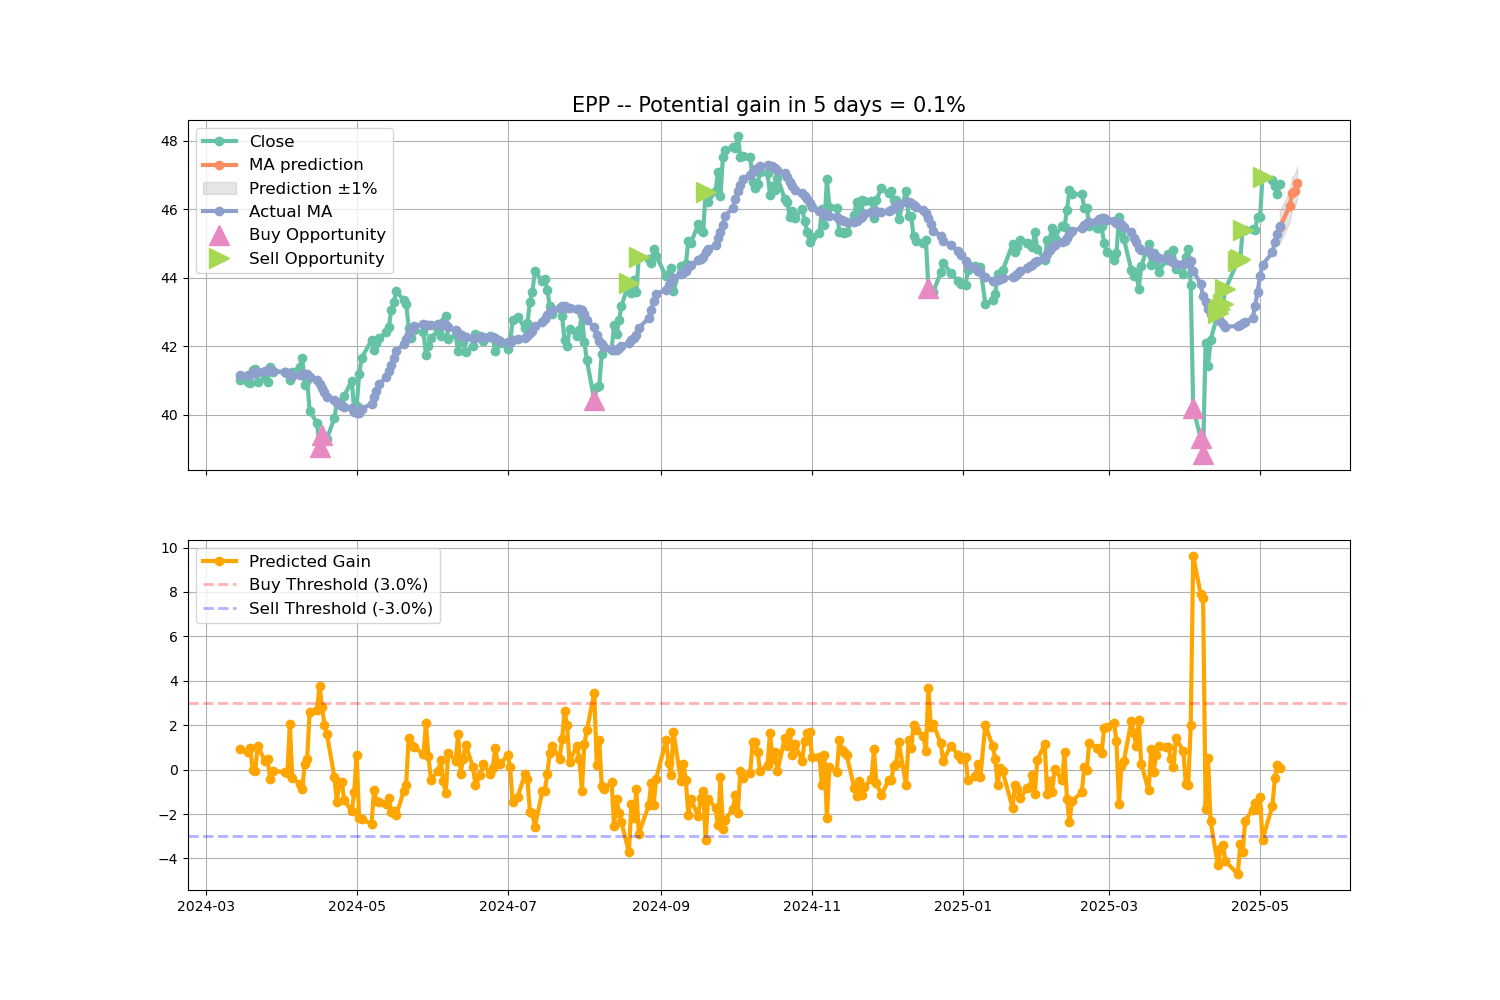 EPP -- Potential gain in 5 days = 0.1%
48
46
44
42
40
Close
MA prediction
Prediction ±1%
Actual MA
Buy Opportunity
Sell Opportunity
10
8
6
4
2
0
−2
−4
Predicted Gain
Buy Threshold (3.0%)
Sell Threshold (-3.0%)
2024-03 2024-05 2024-07 2024-09 2024-11 2025-01 2025-03 2025-05